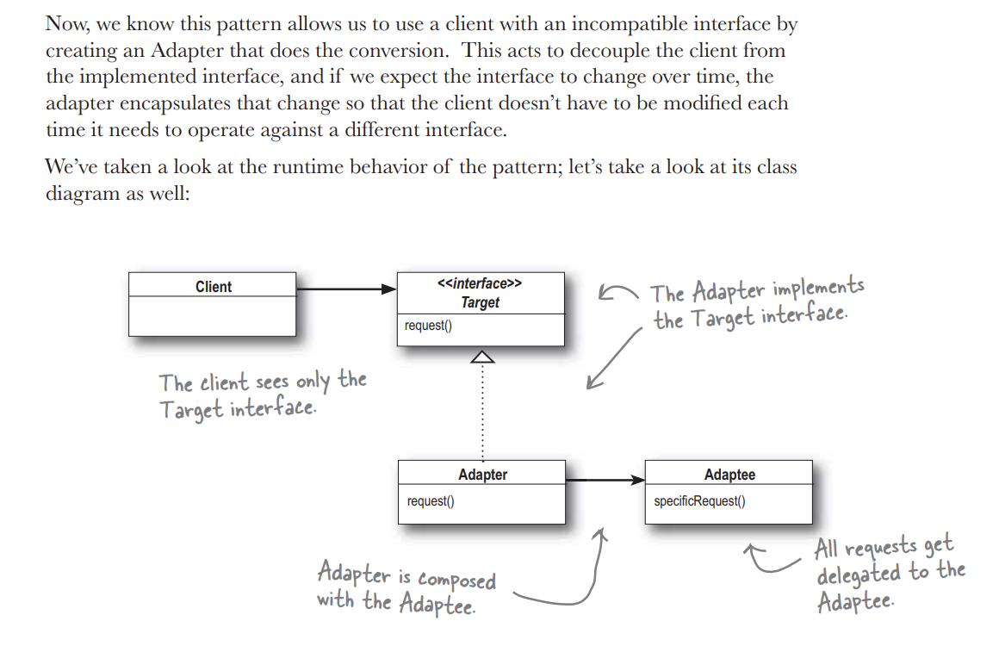 Now, we know this pattern allows us to use a client with an incompatible interface by
creating an Adapter that does the conversion.  This acts to decouple the client from
the implemented interface, and if we expect the interface to change over time, the
adapter encapsulates that change so that the client doesn’t have to be modified each
time it needs to operate against a different interface.
We’ve taken a look at the runtime behavior of the pattern; let’s take a look at its class
diagram as well:
Client
<<interface>>
Target
request()
The Adapter implements
the Target interface.
The client sees only the
Target interface.
Adapter
request()
Adaptee
specificRequest()
Adapter is composed
with the Adaptee.
All requests get
delegated to the
Adaptee.